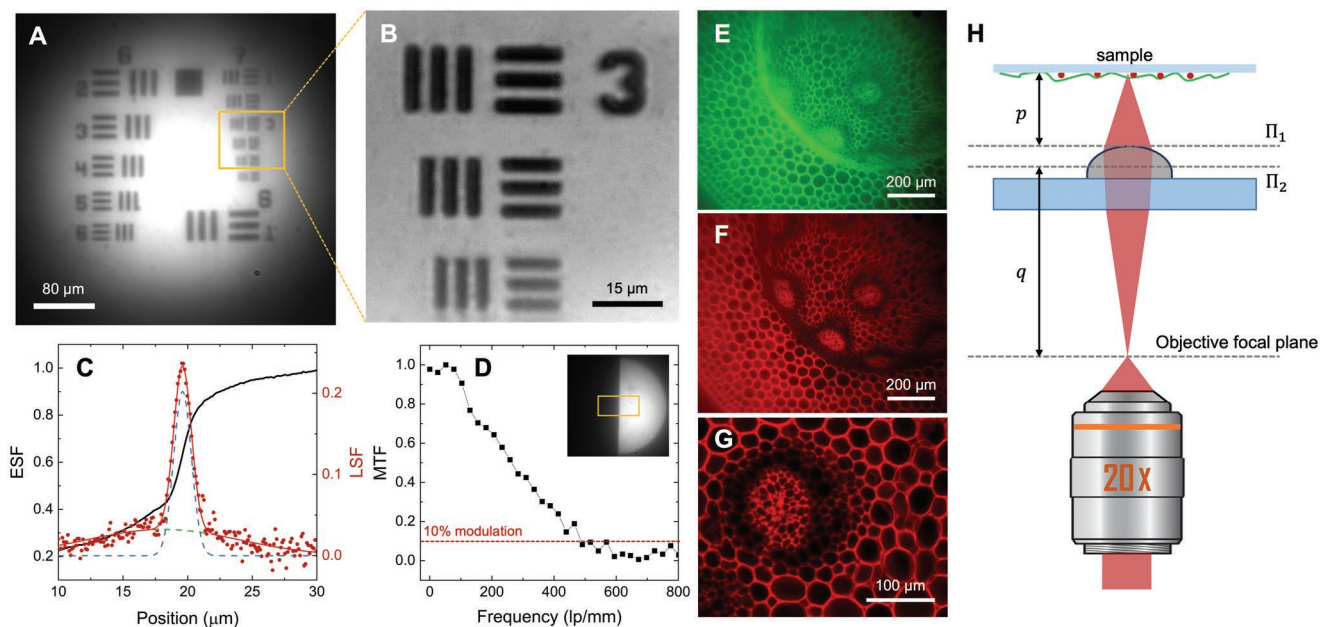 A
6
7
2
3
4
5
6
80 µm
B
3
15 µm
C
ESF
1.0
0.8
0.6
0.4
0.2
10
15
20
25
30
Position (µm)
0.2
0.1
0.0
LSF
D
MTF
1.0
0.8
0.6
0.4
0.2
0.0
10% modulation
0
200
400
600
800
Frequency (lp/mm)
E
200 µm
F
200 µm
G
100 µm
H
sample
p
Π1
Π2
q
Objective focal plane
20x